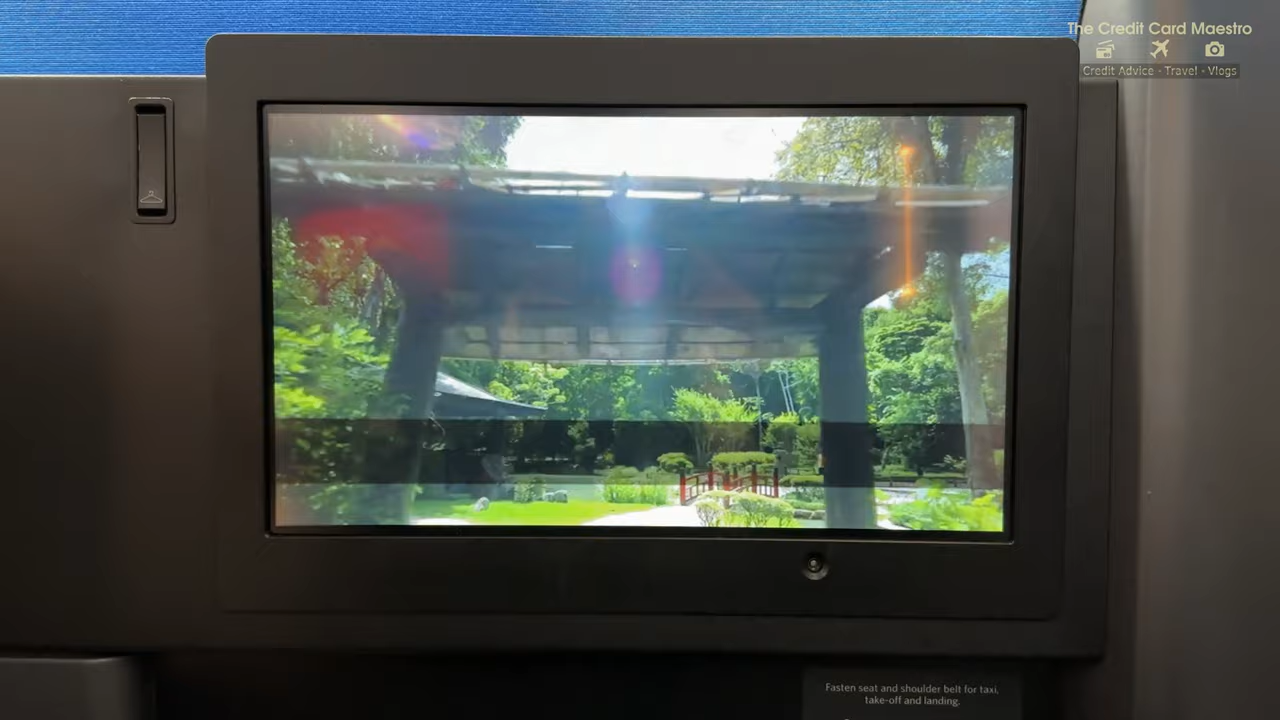 The Credit Card Maestro
Credit Advice - Travel - Vlogs
Fasten seat and shoulder belt for taxi,
take-off and landing.